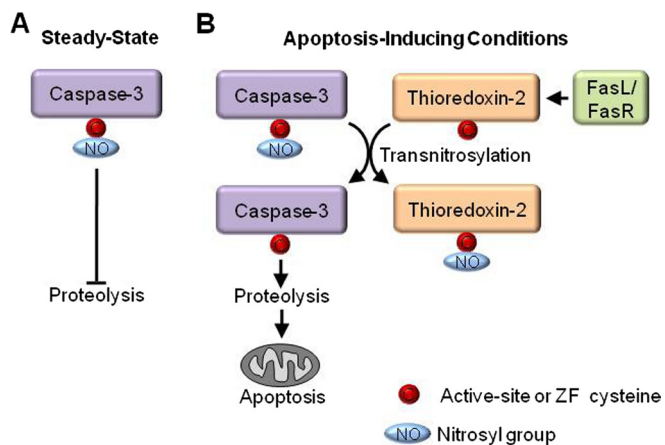 A
Steady-State
Caspase-3
C
NO
Proteolysis
B
Apoptosis-Inducing Conditions
Caspase-3
C
NO
Thioredoxin-2
C
FasL/
FasR
Transnitrosylation
Caspase-3
C
Proteolysis
Apoptosis
Thioredoxin-2
C
NO
C
Active-site or ZF cysteine
NO
Nitrosyl group